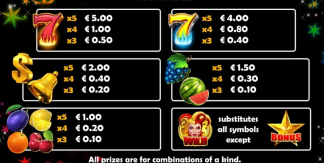 x5 € 5.00
x4 € 1.00
x3 € 0.50
x5 € 4.00
x4 € 0.80
x3 € 0.40
x5 € 2.00
x4 € 0.40
x3 € 0.20
x5 € 1.50
x4 € 0.30
x3 € 0.10
x5 € 1.00
x4 € 0.20
x3 € 0.10
substitutes
all symbols
except
WILD
BONUS
All prizes are for combinations of a kind.